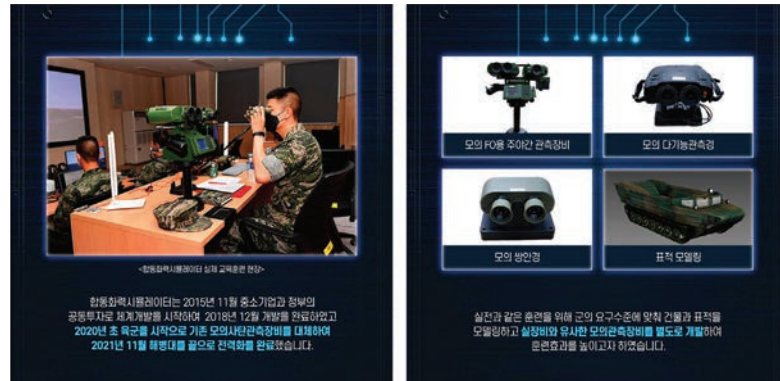 <합동화력시뮬레이터 실제 교육훈련 현장>
합동화력시뮬레이터는 2015년 11월 중소기업과 정부의
공동투자로 체계개발을 시작하여 2018년 12월 개발을 완료하였고
2020년 초 육군을 시작으로 기존 모의사탄관측장비를 대체하여
2021년 11월 해병대를 끝으로 전력화를 완료했습니다.
모의 FO용 주야간 관측장비
모의 다기능관측경
모의 쌍안경
표적 모델링
실전과 같은 훈련을 위해 군의 요구수준에 맞춰 건물과 표적을
모델링하고 실장비와 유사한 모의관측장비를 별도로 개발하여
훈련효과를 높이고자 하였습니다.